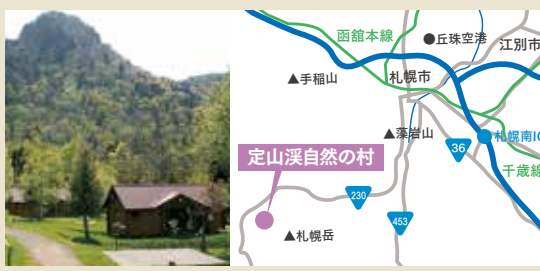 函館本線
●丘珠空港
江別市
▲手稲山
札幌市
▲藻岩山
札幌南IC
36
定山渓自然の村
千歳線
230
453
▲札幌岳